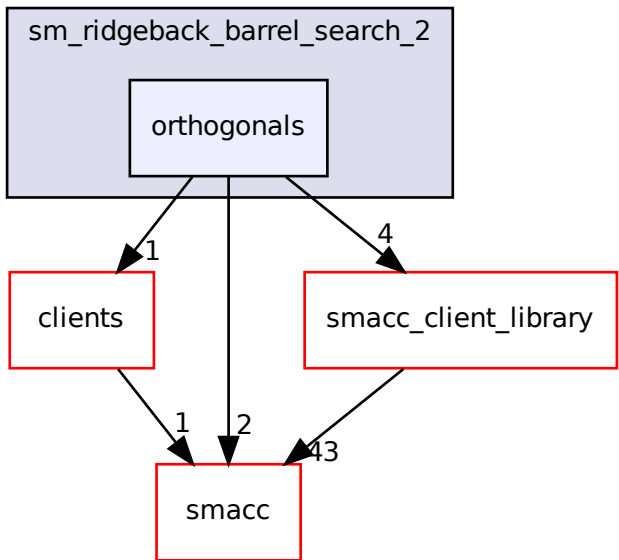 sm_ridgeback_barrel_search_2
orthogonals
1
4
clients
smacc_client_library
1
2
43
smacc